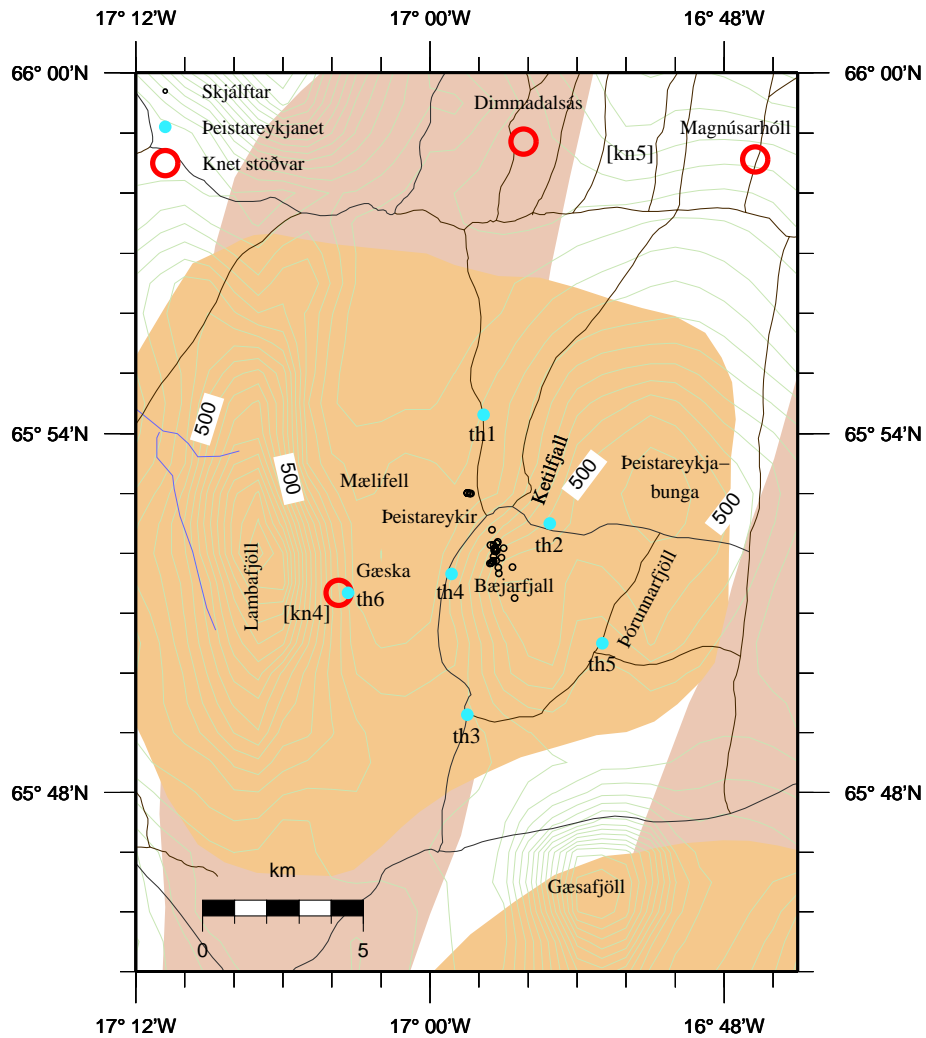 17° 12'W
17° 00'W
16° 48'W
66° 00'N
66° 00'N
Skjálftar
Þeistareykjanet
Knet stöðvar
Dimmadalsás
Magnúsarhóll
[kn5]
500
65° 54'N
65° 54'N
th1
500
Mælifell
Ketilfjall
500
Þeistareykja–
bunga
500
Þeistareykir
th2
Lambafjöll
Gæska
th6
[kn4]
th4
Bæjarfjall
Þórunnarfjöll
th5
th3
65° 48'N
65° 48'N
km
0
5
Gæsafjöll
17° 12'W
17° 00'W
16° 48'W